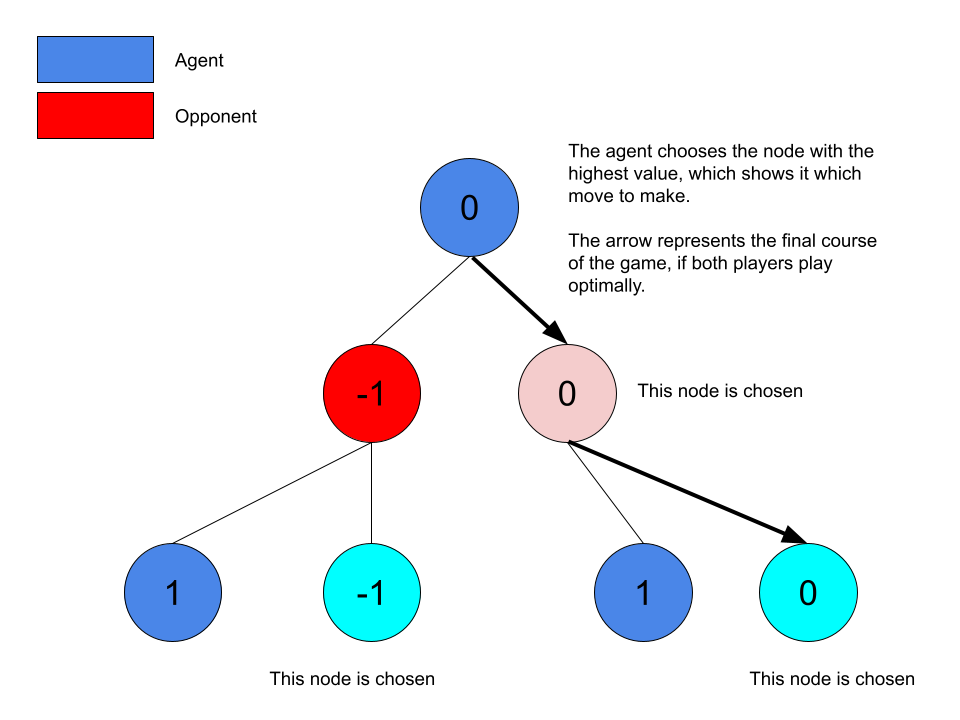 Agent
Opponent
The agent chooses the node with the
highest value, which shows it which
move to make.
The arrow represents the final course
of the game, if both players play
optimally.
0
-1
0
This node is chosen
1
-1
1
0
This node is chosen
This node is chosen